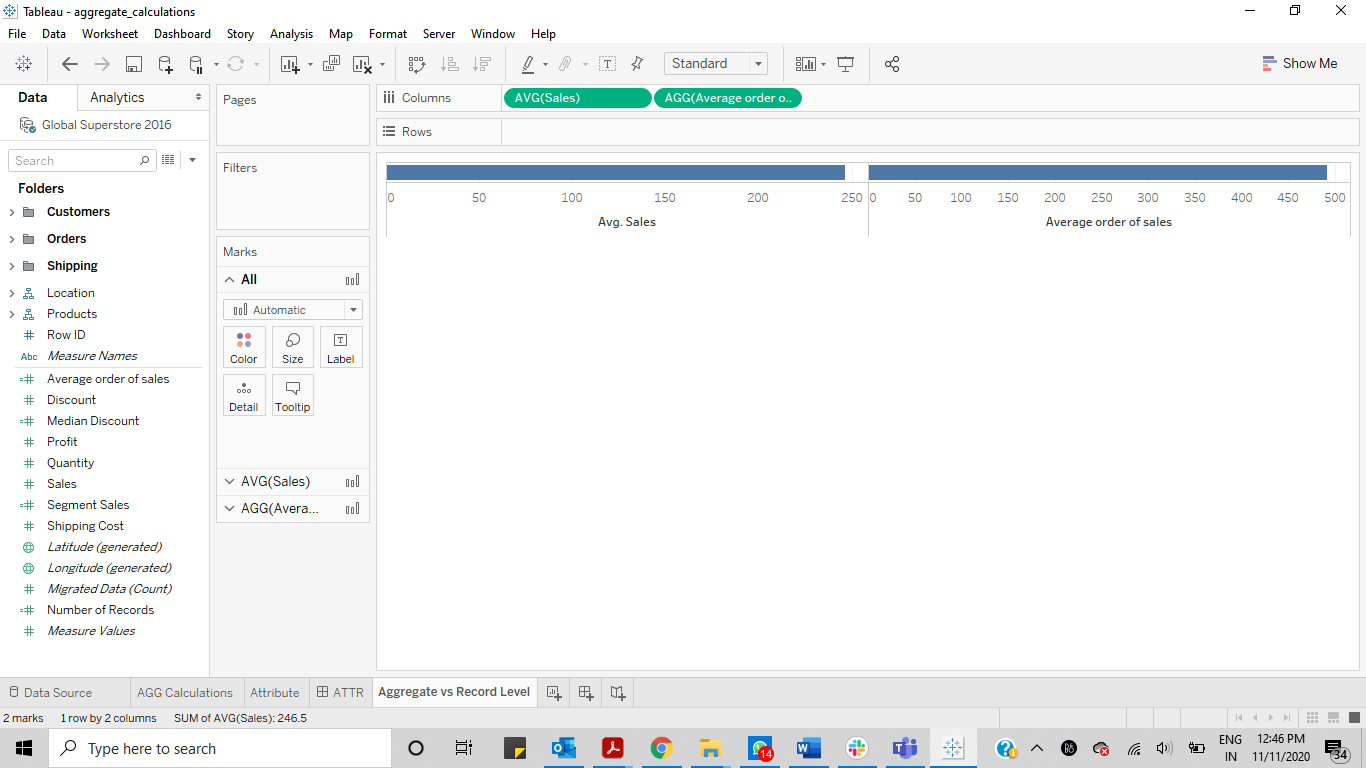 Tableau - aggregate_calculations
File Data Worksheet Dashboard Story Analysis Map Format Server Window Help
Standard
Show Me
Data Analytics
Global Superstore 2016
Search
Folders
Customers
Orders
Shipping
Location
Products
# Row ID
Abc Measure Names
=# Average order of sales
# Discount
=# Median Discount
# Profit
# Quantity
# Sales
=# Segment Sales
# Shipping Cost
Latitude (generated)
Longitude (generated)
# Migrated Data (Count)
=# Number of Records
# Measure Values
Pages
Filters
Marks
All
Automatic
Color Size Label
Detail Tooltip
AVG(Sales)
AGG(Avera...
Columns AVG(Sales) AGG(Average order o..
Rows
0 50 100 150 200 250
Avg. Sales
0 50 100 150 200 250 300 350 400 450 500
Average order of sales
Data Source AGG Calculations Attribute ATTR Aggregate vs Record Level
2 marks 1 row by 2 columns SUM of AVG(Sales): 246.5
Type here to search
14
ENG
IN
12:46 PM
11/11/2020
34